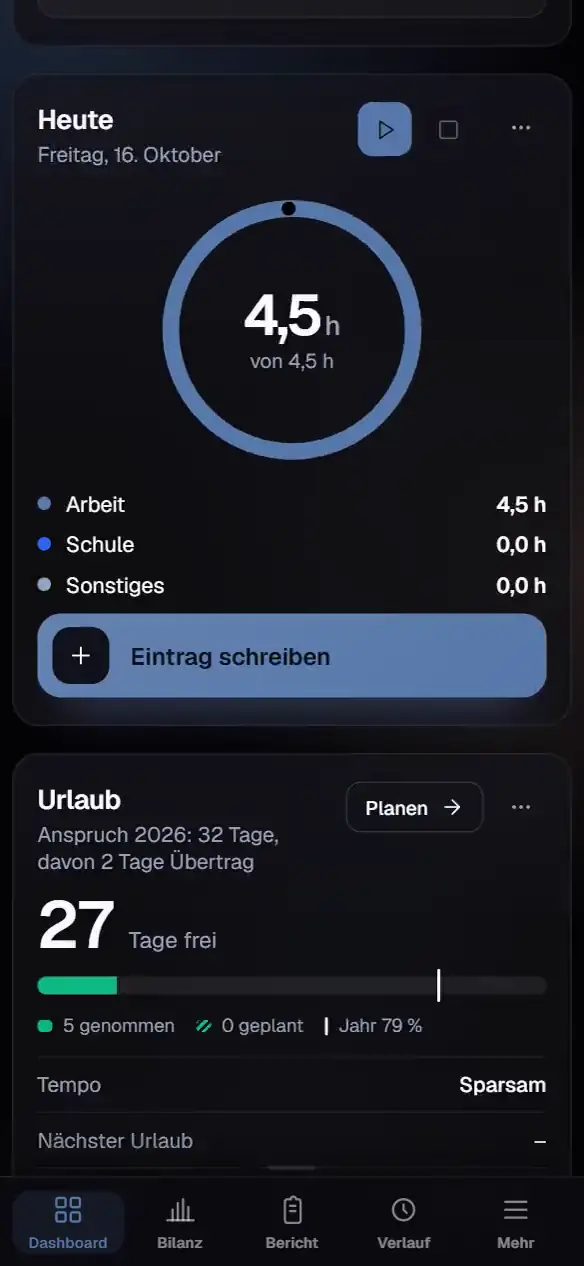 Heute
Freitag, 16. Oktober
4,5 h
von 4,5 h
Arbeit 4,5 h
Schule 0,0 h
Sonstiges 0,0 h
Eintrag schreiben
Urlaub
Planen
Anspruch 2026: 32 Tage,
davon 2 Tage Übertrag
27 Tage frei
5 genommen 0 geplant Jahr 79 %
Tempo Sparsam
Nächster Urlaub –
Dashboard Bilanz Bericht Verlauf Mehr